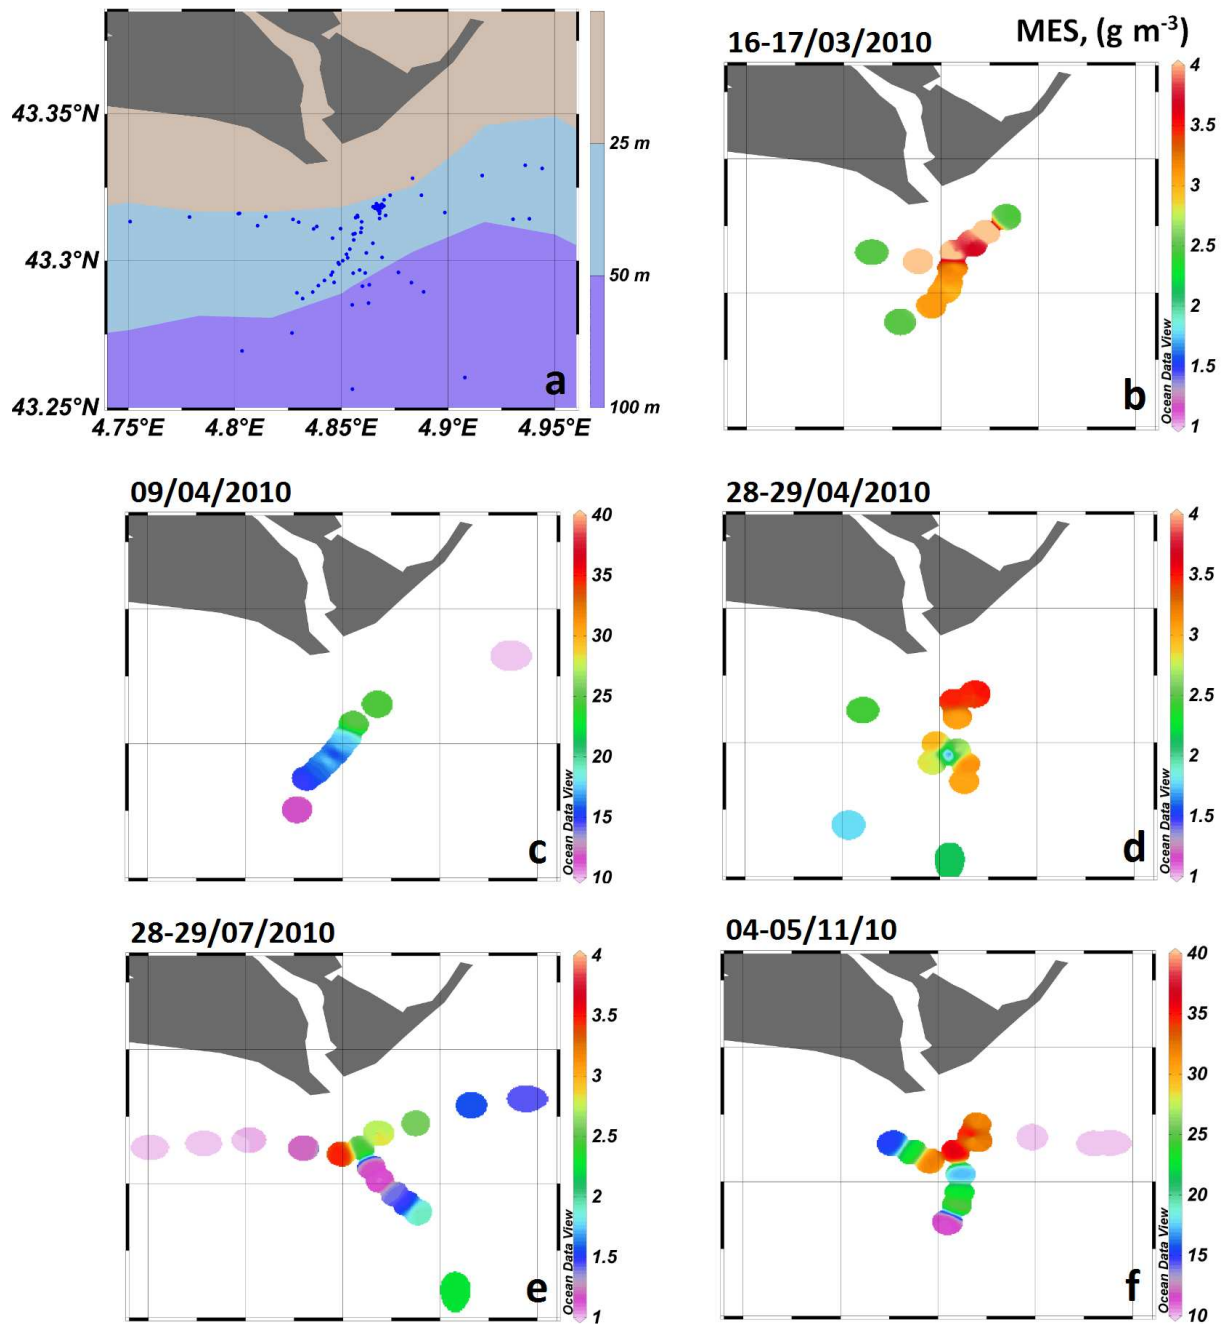 43.35°N
43.3°N
43.25°N
4.75°E 4.8°E 4.85°E 4.9°E 4.95°E
25 m
50 m
100 m
a
16-17/03/2010
MES, (g m⁻³)
4
3.5
3
2.5
2
1.5
1
Ocean Data View
b
09/04/2010
40
35
30
25
20
15
10
Ocean Data View
c
28-29/04/2010
4
3.5
3
2.5
2
1.5
1
Ocean Data View
d
28-29/07/2010
4
3.5
3
2.5
2
1.5
1
Ocean Data View
e
04-05/11/10
40
35
30
25
20
15
10
Ocean Data View
f